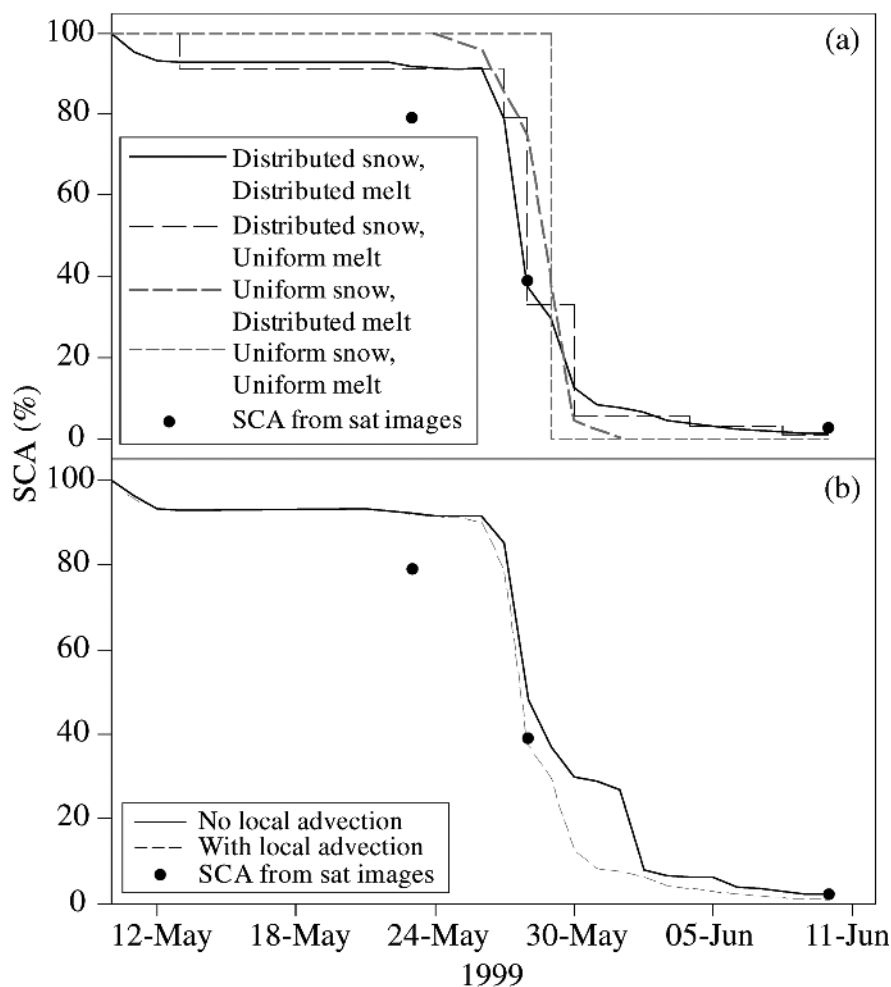 100
(a)
80
Distributed snow,
Distributed melt
60
Distributed snow,
Uniform melt
40
Uniform snow,
Distributed melt
20
Uniform snow,
Uniform melt
SCA from sat images
0
SCA (%)
100
(b)
80
60
40
20
No local advection
With local advection
SCA from sat images
0
12-May 18-May 24-May 30-May 05-Jun 11-Jun
1999